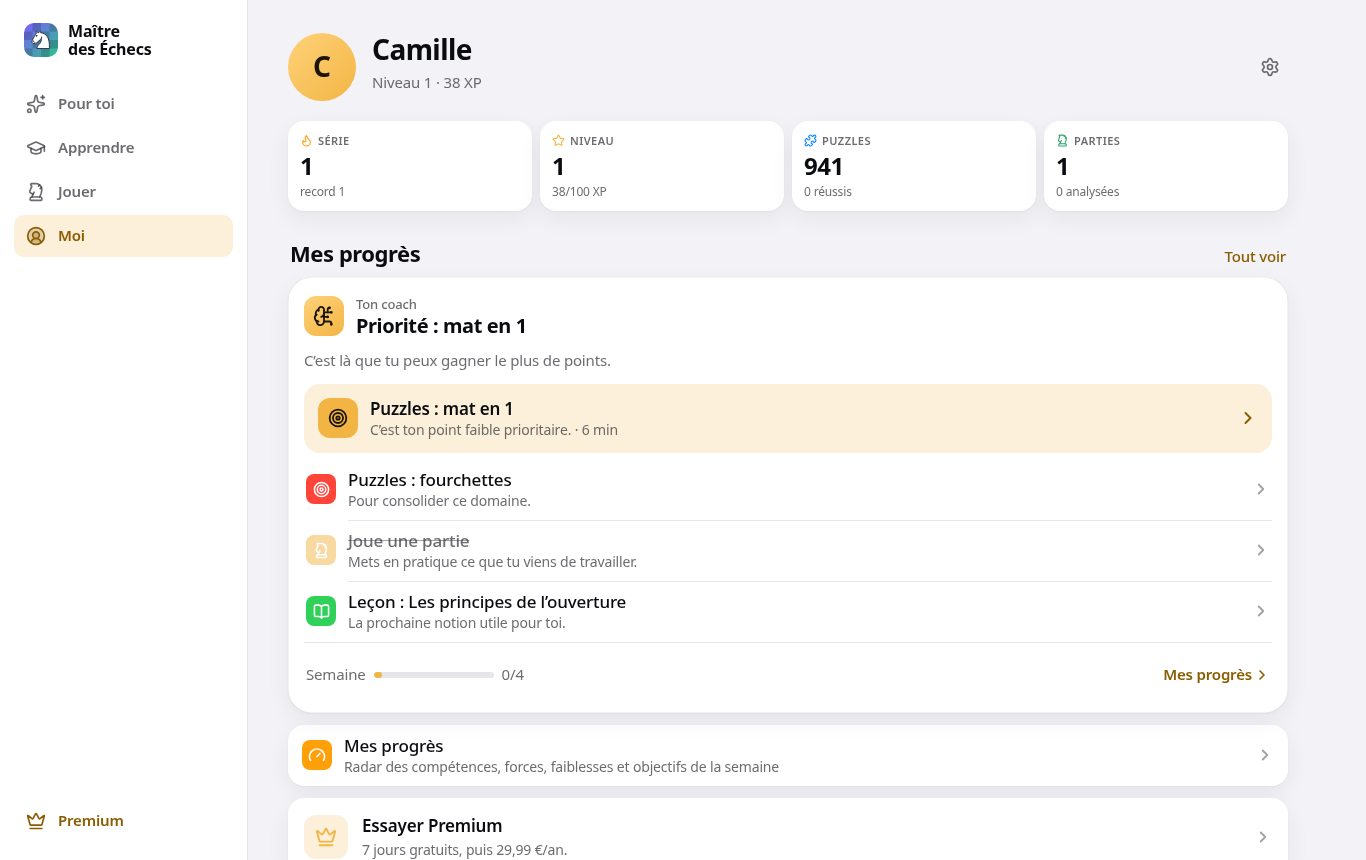 Maître
des Échecs
Pour toi
Apprendre
Jouer
Moi
Premium
C
Camille
Niveau 1 · 38 XP
SÉRIE
1
record 1
NIVEAU
1
38/100 XP
PUZZLES
941
0 réussis
PARTIES
1
0 analysées
Mes progrès
Tout voir
Ton coach
Priorité : mat en 1
C’est là que tu peux gagner le plus de points.
Puzzles : mat en 1
C’est ton point faible prioritaire. · 6 min
Puzzles : fourchettes
Pour consolider ce domaine.
Joue une partie
Mets en pratique ce que tu viens de travailler.
Leçon : Les principes de l’ouverture
La prochaine notion utile pour toi.
Semaine 0/4
Mes progrès
Mes progrès
Radar des compétences, forces, faiblesses et objectifs de la semaine
Essayer Premium
7 jours gratuits, puis 29,99 €/an.